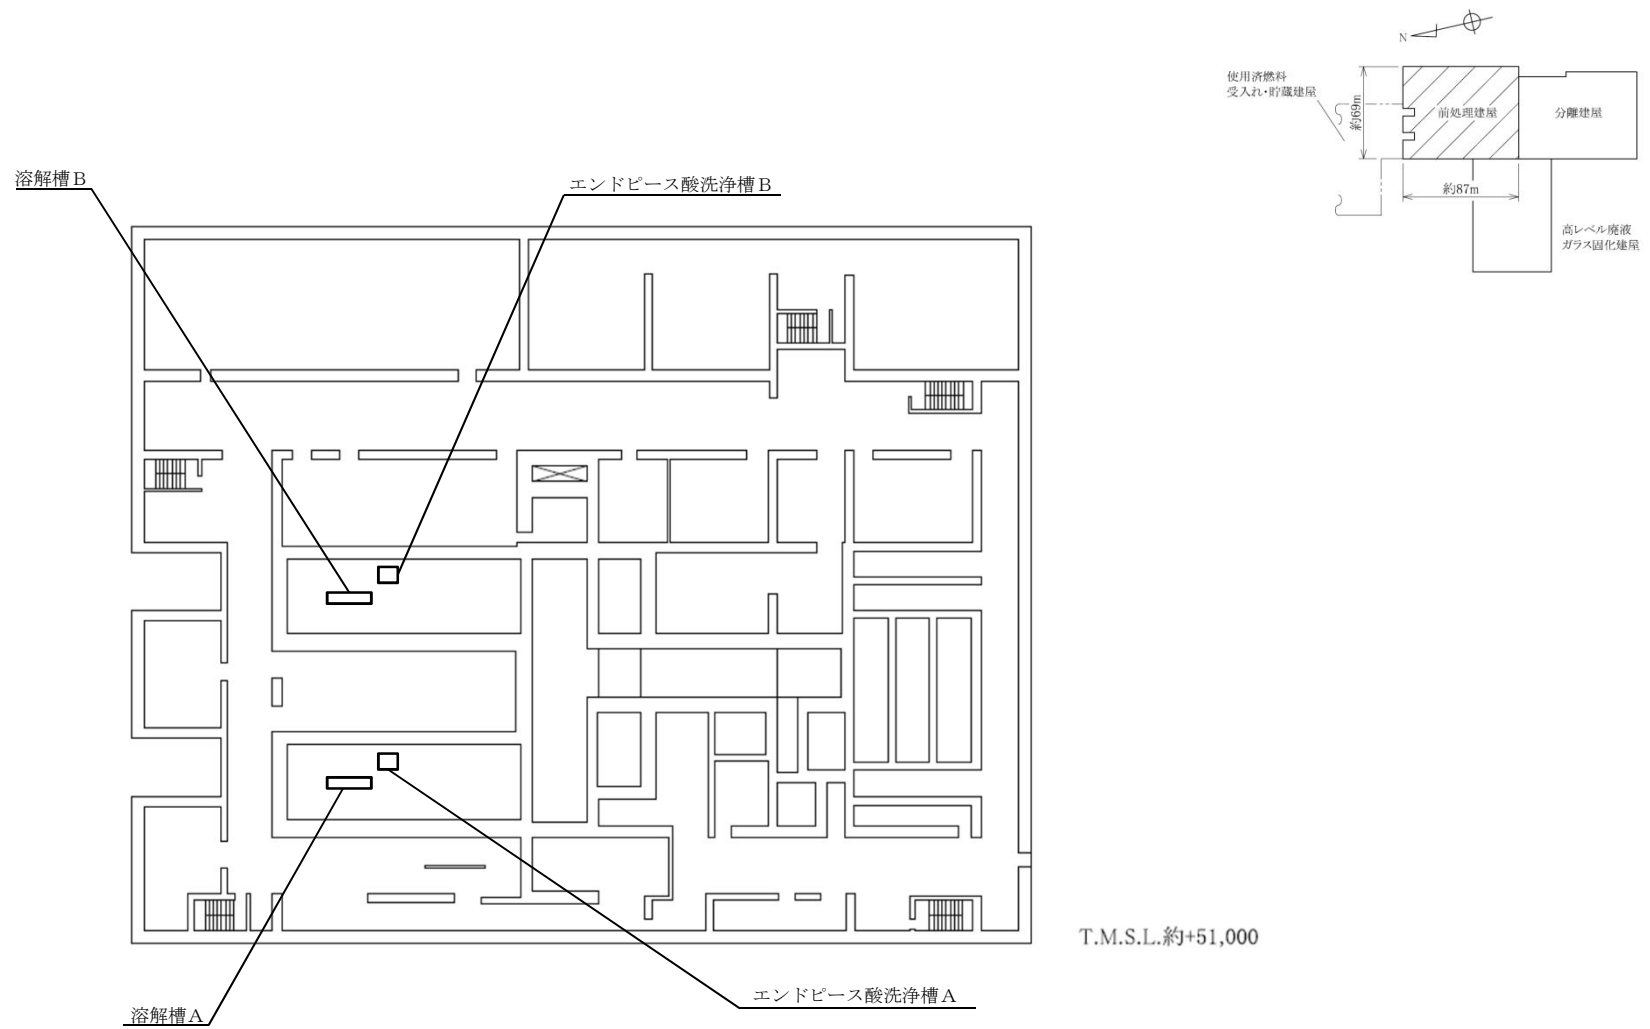 N
使用済燃料
受入れ・貯蔵建屋
約69m
前処理建屋
分離建屋
約87m
高レベル廃液
ガラス固化建屋
溶解槽B
エンドピース酸洗浄槽B
T.M.S.L.約+51,000
エンドピース酸洗浄槽A
溶解槽A